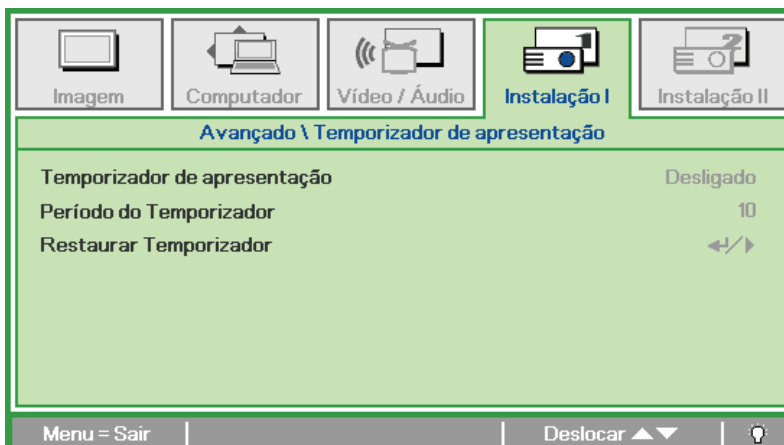 Imagem
Computador
Vídeo / Áudio
Instalação I
Instalação II
Avançado \ Temporizador de apresentação
Temporizador de apresentação Desligado
Período do Temporizador 10
Restaurar Temporizador
Menu = Sair Deslocar